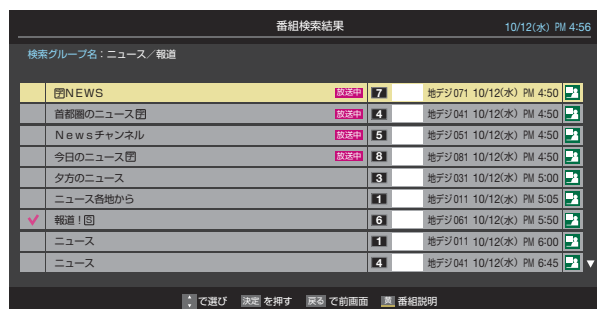 番組検索結果 10/12(水) PM 4:56
検索グループ名：ニュース／報道
🈑NEWS 放送中 7 地デジ071 10/12(水) PM 4:50
首都圏のニュース🈑 放送中 4 地デジ041 10/12(水) PM 4:50
Newsチャンネル 放送中 5 地デジ051 10/12(水) PM 4:50
今日のニュース🈑 放送中 8 地デジ081 10/12(水) PM 4:50
夕方のニュース 3 地デジ031 10/12(水) PM 5:00
ニュース各地から 1 地デジ011 10/12(水) PM 5:05
報道！🅂 6 地デジ061 10/12(水) PM 5:50
ニュース 1 地デジ011 10/12(水) PM 6:00
ニュース 4 地デジ041 10/12(水) PM 6:45
で選び 決定 を押す 戻る で前画面 黄 番組説明